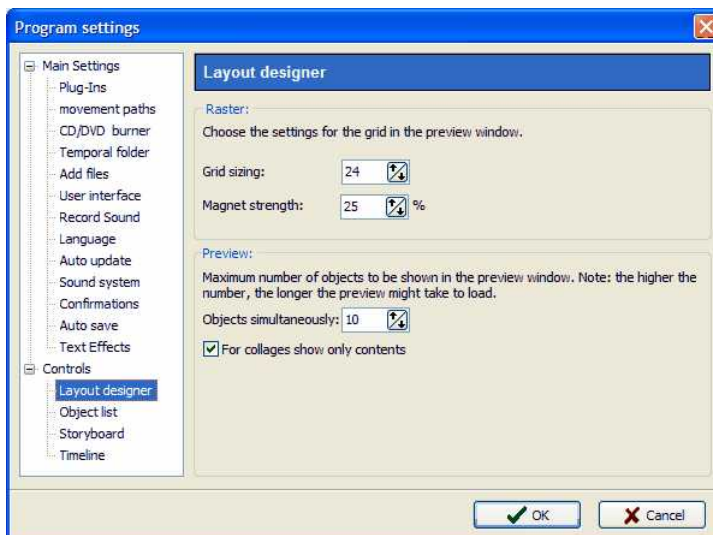 Program settings
Main Settings
Plug-Ins
movement paths
CD/DVD burner
Temporal folder
Add files
User interface
Record Sound
Language
Auto update
Sound system
Confirmations
Auto save
Text Effects
Controls
Layout designer
Object list
Storyboard
Timeline
Layout designer
Raster:
Choose the settings for the grid in the preview window.
Grid sizing: 24
Magnet strength: 25 %
Preview:
Maximum number of objects to be shown in the preview window. Note: the higher the
number, the longer the preview might take to load.
Objects simultaneously: 10
For collages show only contents
OK Cancel